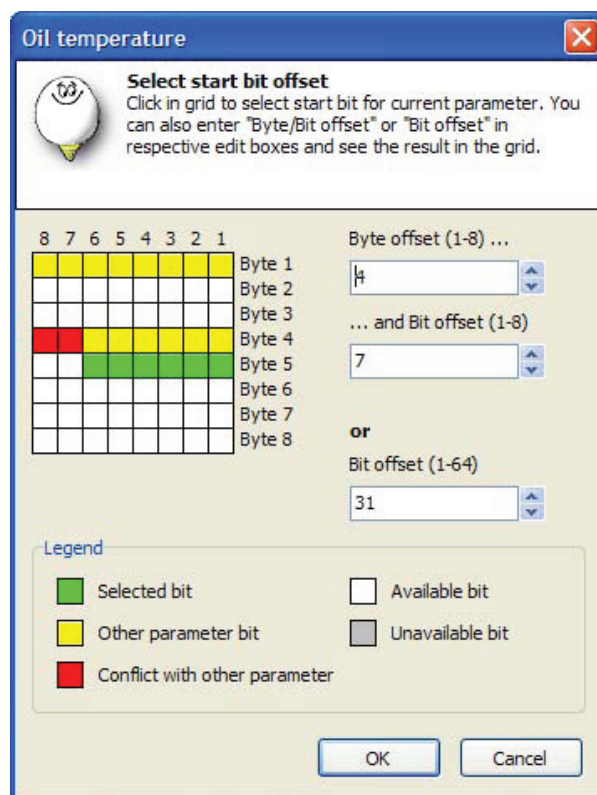 Oil temperature
Select start bit offset
Click in grid to select start bit for current parameter. You
can also enter "Byte/Bit offset" or "Bit offset" in
respective edit boxes and see the result in the grid.
8 7 6 5 4 3 2 1
Byte 1
Byte 2
Byte 3
Byte 4
Byte 5
Byte 6
Byte 7
Byte 8
Byte offset (1-8) ...
4
... and Bit offset (1-8)
7
or
Bit offset (1-64)
31
Legend
Selected bit
Available bit
Other parameter bit
Unavailable bit
Conflict with other parameter
OK
Cancel